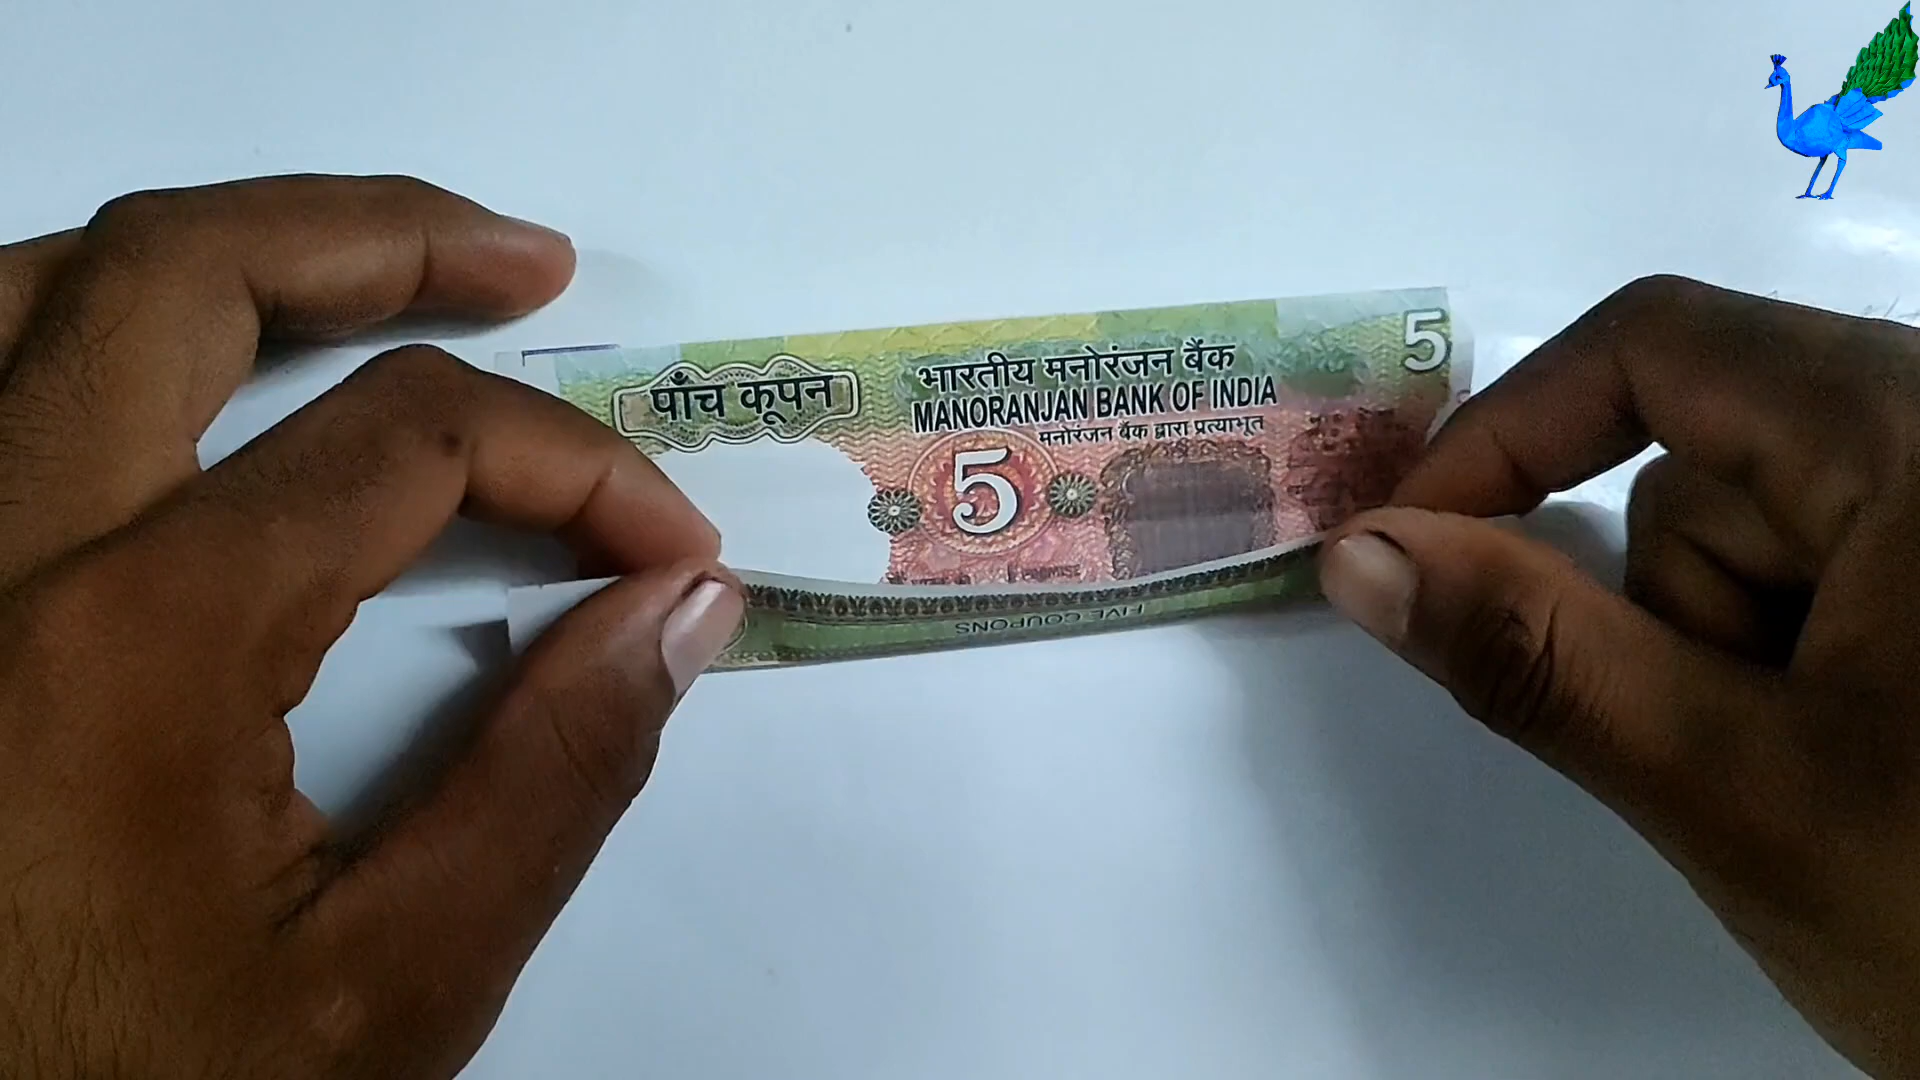 5
पाँच कूपन
भारतीय मनोरंजन बैंक
MANORANJAN BANK OF INDIA
मनोरंजन बैंक द्वारा प्रत्याभूत
5
FIVE COUPONS